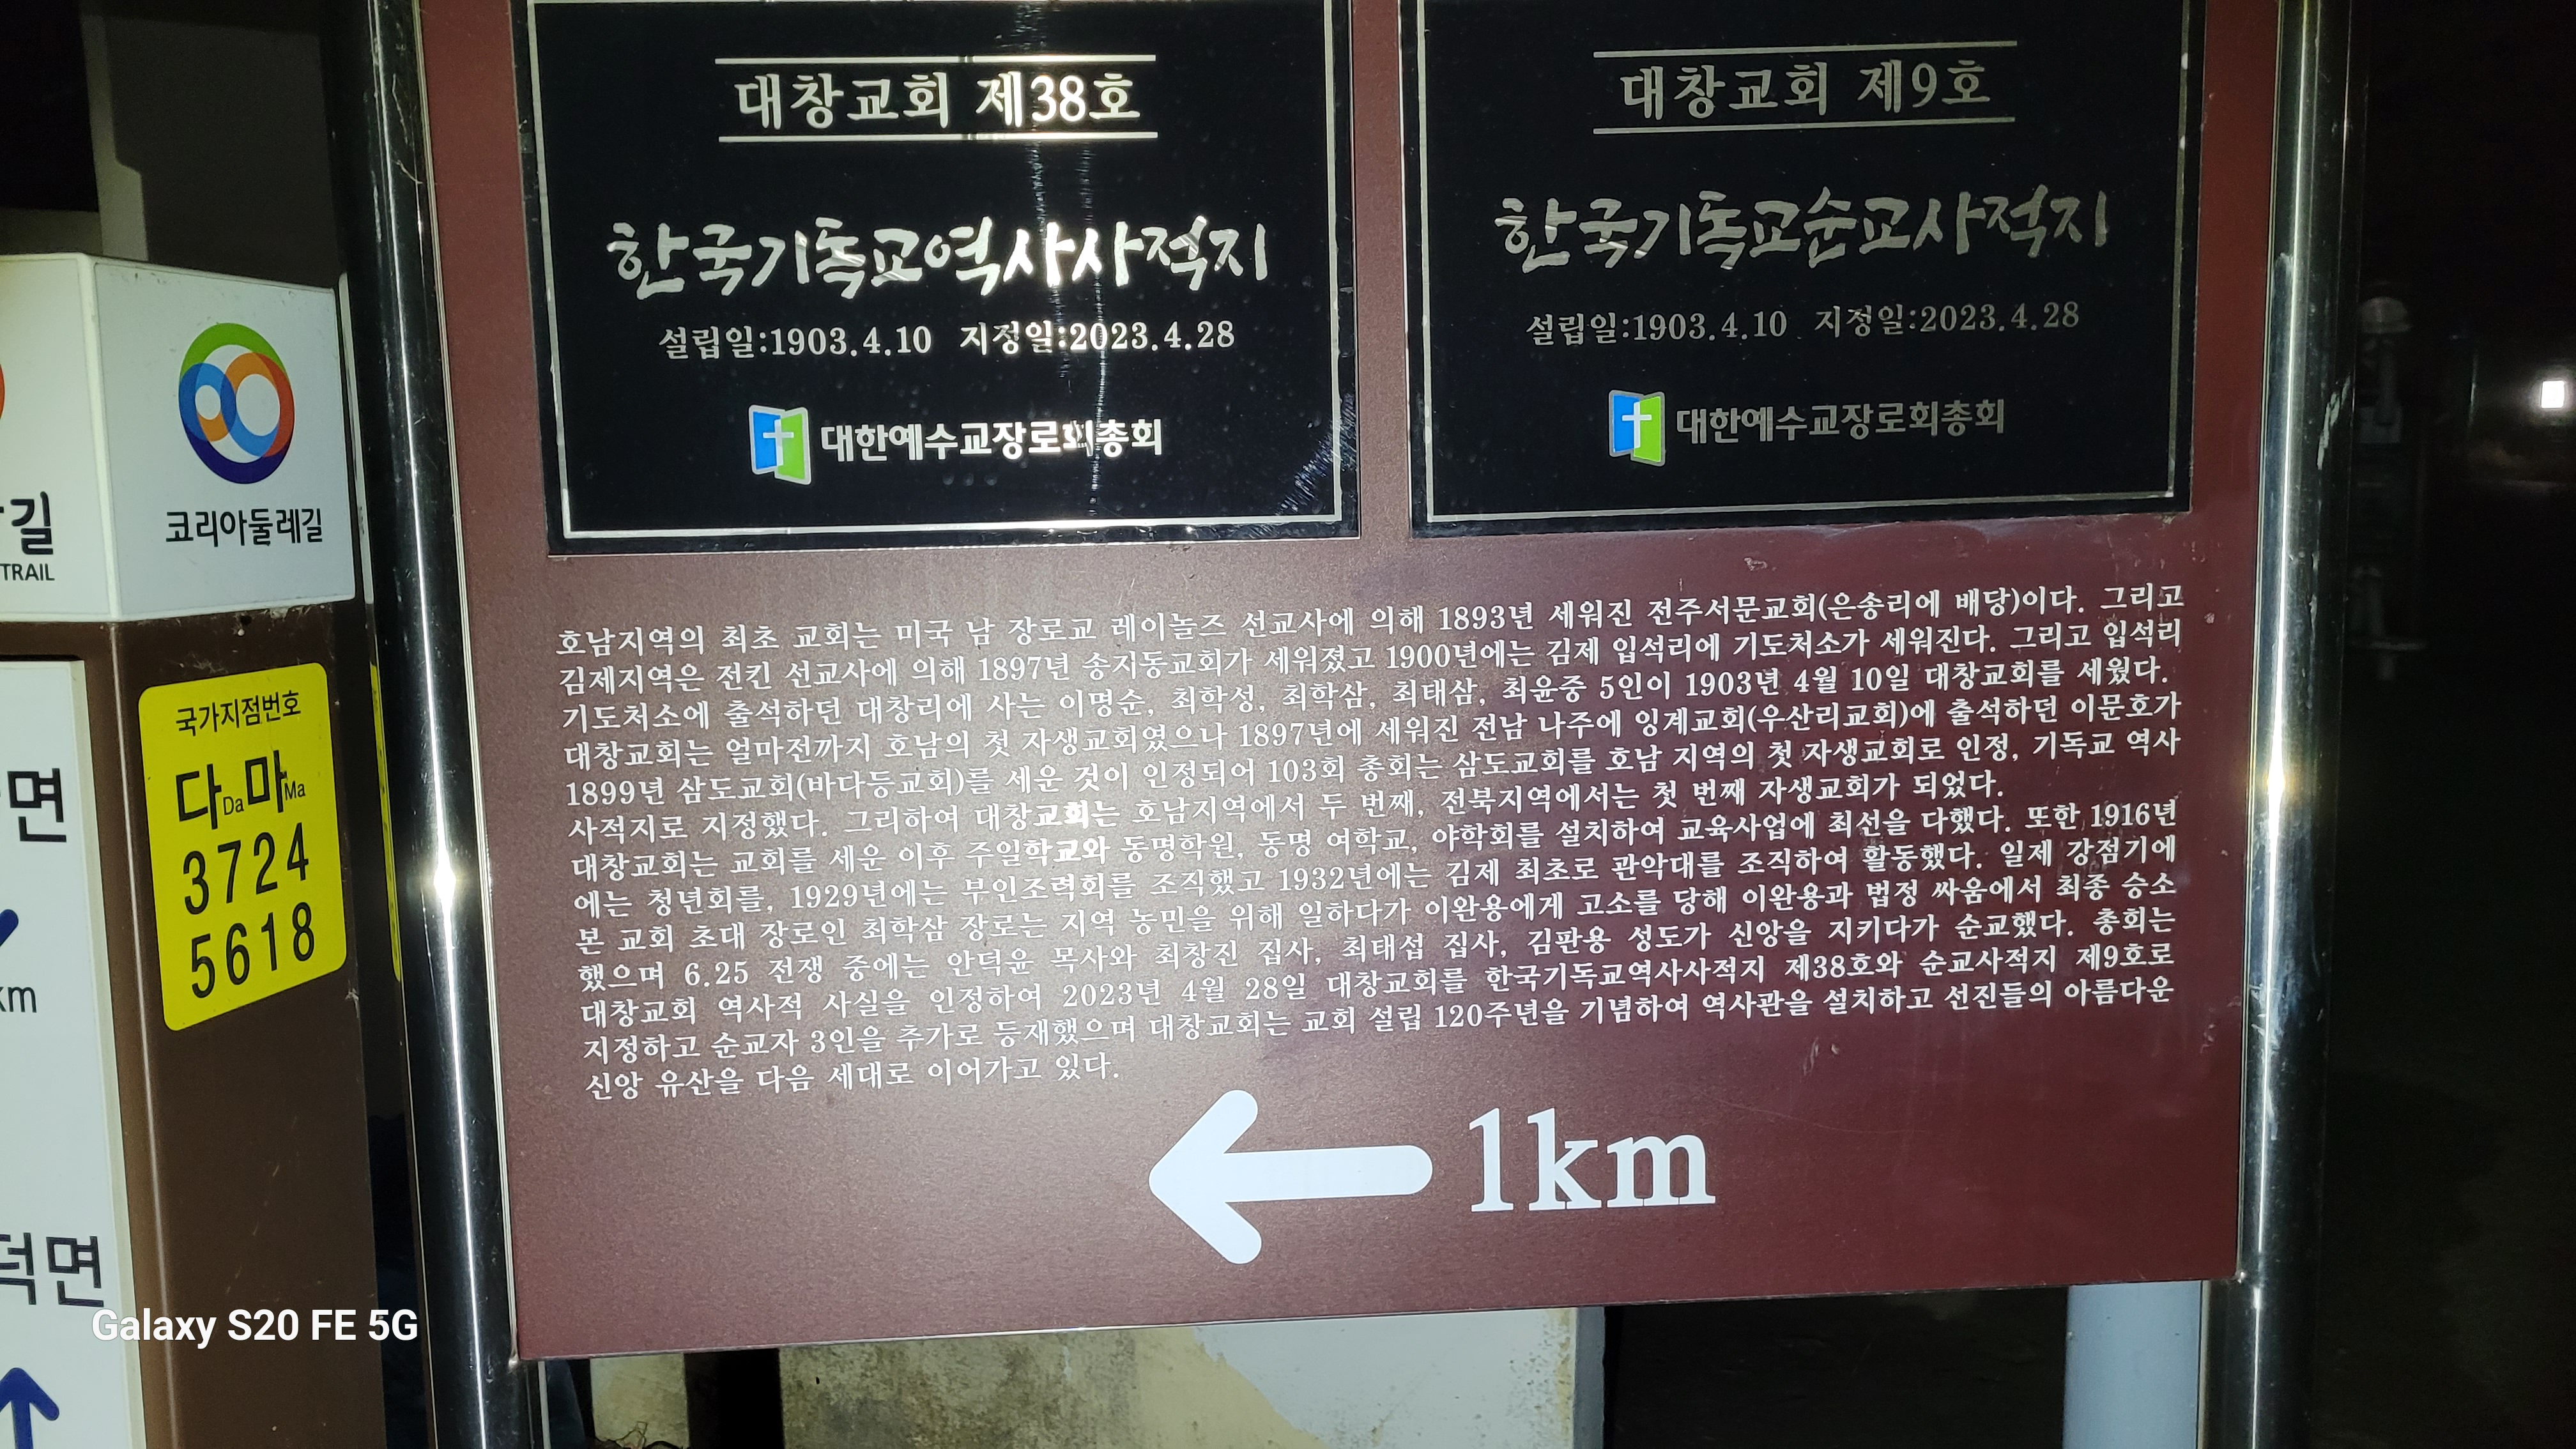 대창교회 제38호
한국기독교역사사적지
설립일:1903.4.10 지정일:2023.4.28
대한예수교장로회총회
대창교회 제9호
한국기독교순교사적지
설립일:1903.4.10 지정일:2023.4.28
대한예수교장로회총회
호남지역의 최초 교회는 미국 남 장로교 레이놀즈 선교사에 의해 1893년 세워진 전주서문교회(은송리에 배당)이다. 그리고
김제지역은 전킨 선교사에 의해 1897년 송지동교회가 세워졌고 1900년에는 김제 입석리에 기도처소가 세워진다. 그리고 입석리
기도처소에 출석하던 대창리에 사는 이명순, 최학성, 최학삼, 최태삼, 최윤중 5인이 1903년 4월 10일 대창교회를 세웠다.
대창교회는 얼마전까지 호남의 첫 자생교회였으나 1897년에 세워진 전남 나주에 잉계교회(우산리교회)에 출석하던 이문호가
1899년 삼도교회(바다등교회)를 세운 것이 인정되어 103회 총회는 삼도교회를 호남 지역의 첫 자생교회로 인정, 기독교 역사
사적지로 지정했다. 그리하여 대창교회는 호남지역에서 두 번째, 전북지역에서는 첫 번째 자생교회가 되었다.
대창교회는 교회를 세운 이후 주일학교와 동명학원, 동명 여학교, 야학회를 설치하여 교육사업에 최선을 다했다. 또한 1916년
에는 청년회를, 1929년에는 부인조력회를 조직했고 1932년에는 김제 최초로 관악대를 조직하여 활동했다. 일제 강점기에
본 교회 초대 장로인 최학삼 장로는 지역 농민을 위해 일하다가 이완용에게 고소를 당해 이완용과 법정 싸움에서 최종 승소
했으며 6.25 전쟁 중에는 안덕윤 목사와 최창진 집사, 최태섭 집사, 김판용 성도가 신앙을 지키다가 순교했다. 총회는
대창교회 역사적 사실을 인정하여 2023년 4월 28일 대창교회를 한국기독교역사사적지 제38호와 순교사적지 제9호로
지정하고 순교자 3인을 추가로 등재했으며 대창교회는 교회 설립 120주년을 기념하여 역사관을 설치하고 선진들의 아름다운
신앙 유산을 다음 세대로 이어가고 있다.
1km
길
TRAIL
코리아둘레길
국가지점번호
다Da마Ma
3724
5618
면
km
덕면
Galaxy S20 FE 5G